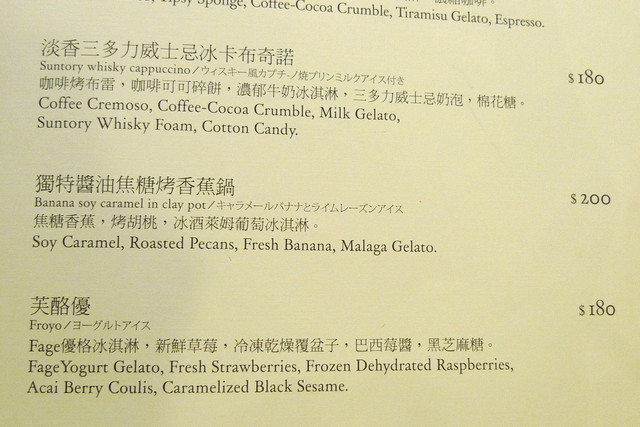 Tipsy Sponge, Coffee-Cocoa Crumble, Tiramisu Gelato, Espresso.
淡香三多力威士忌冰卡布奇諾
Suntory whisky cappuccino/ウィスキー風カプチーノ焼プリンミルクアイス付き
$180
咖啡烤布雷，咖啡可可碎餅，濃郁牛奶冰淇淋，三多力威士忌奶泡，棉花糖。
Coffee Cremoso, Coffee-Cocoa Crumble, Milk Gelato,
Suntory Whisky Foam, Cotton Candy.
獨特醬油焦糖烤香蕉鍋
Banana soy caramel in clay pot/キャラメールバナナとライムレーズンアイス
$200
焦糖香蕉，烤胡桃，冰酒萊姆葡萄冰淇淋。
Soy Caramel, Roasted Pecans, Fresh Banana, Malaga Gelato.
芙酪優
Froyo/ヨーグルトアイス
$180
Fage優格冰淇淋，新鮮草莓，冷凍乾燥覆盆子，巴西莓醬，黑芝麻糖。
FageYogurt Gelato, Fresh Strawberries, Frozen Dehydrated Raspberries,
Acai Berry Coulis, Caramelized Black Sesame.